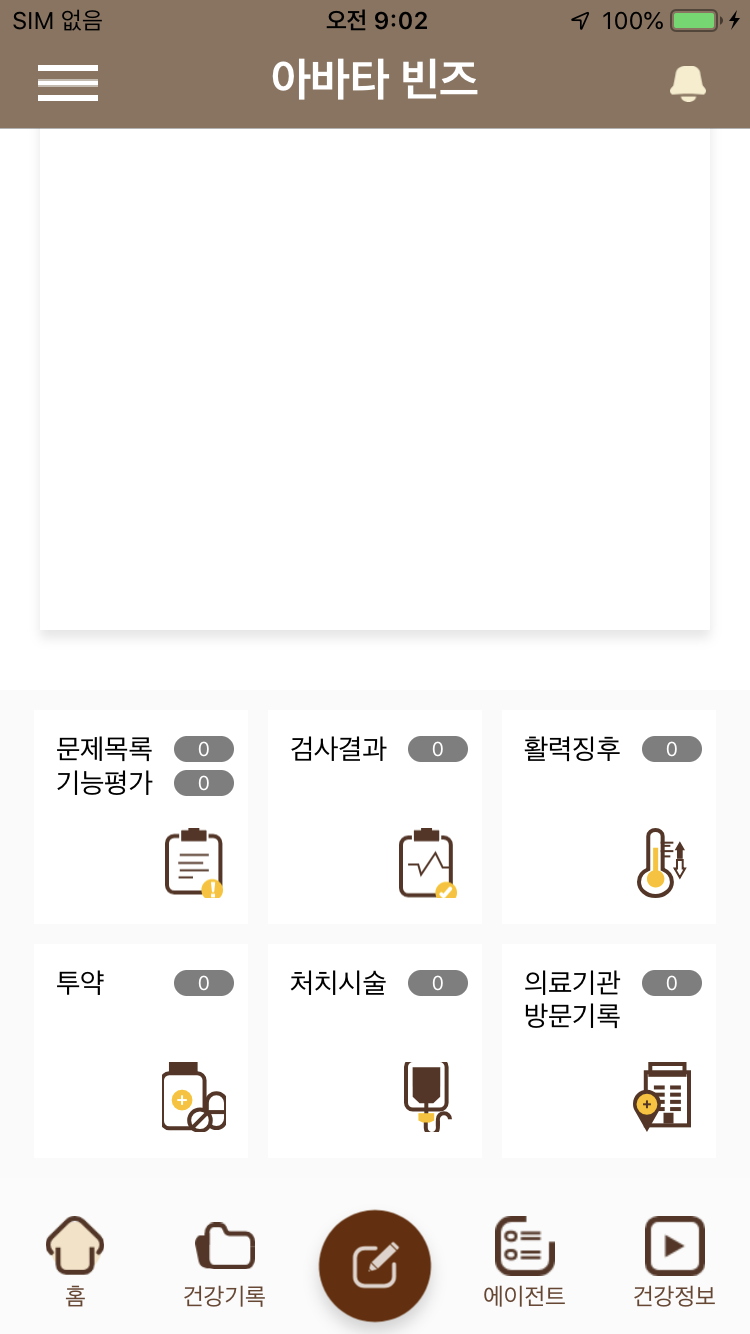 SIM 없음 오전 9:02 100%
아바타 빈즈
문제목록 0
기능평가 0
검사결과 0
활력징후 0
투약 0
처치시술 0
의료기관 0
방문기록
홈 건강기록 에이전트 건강정보